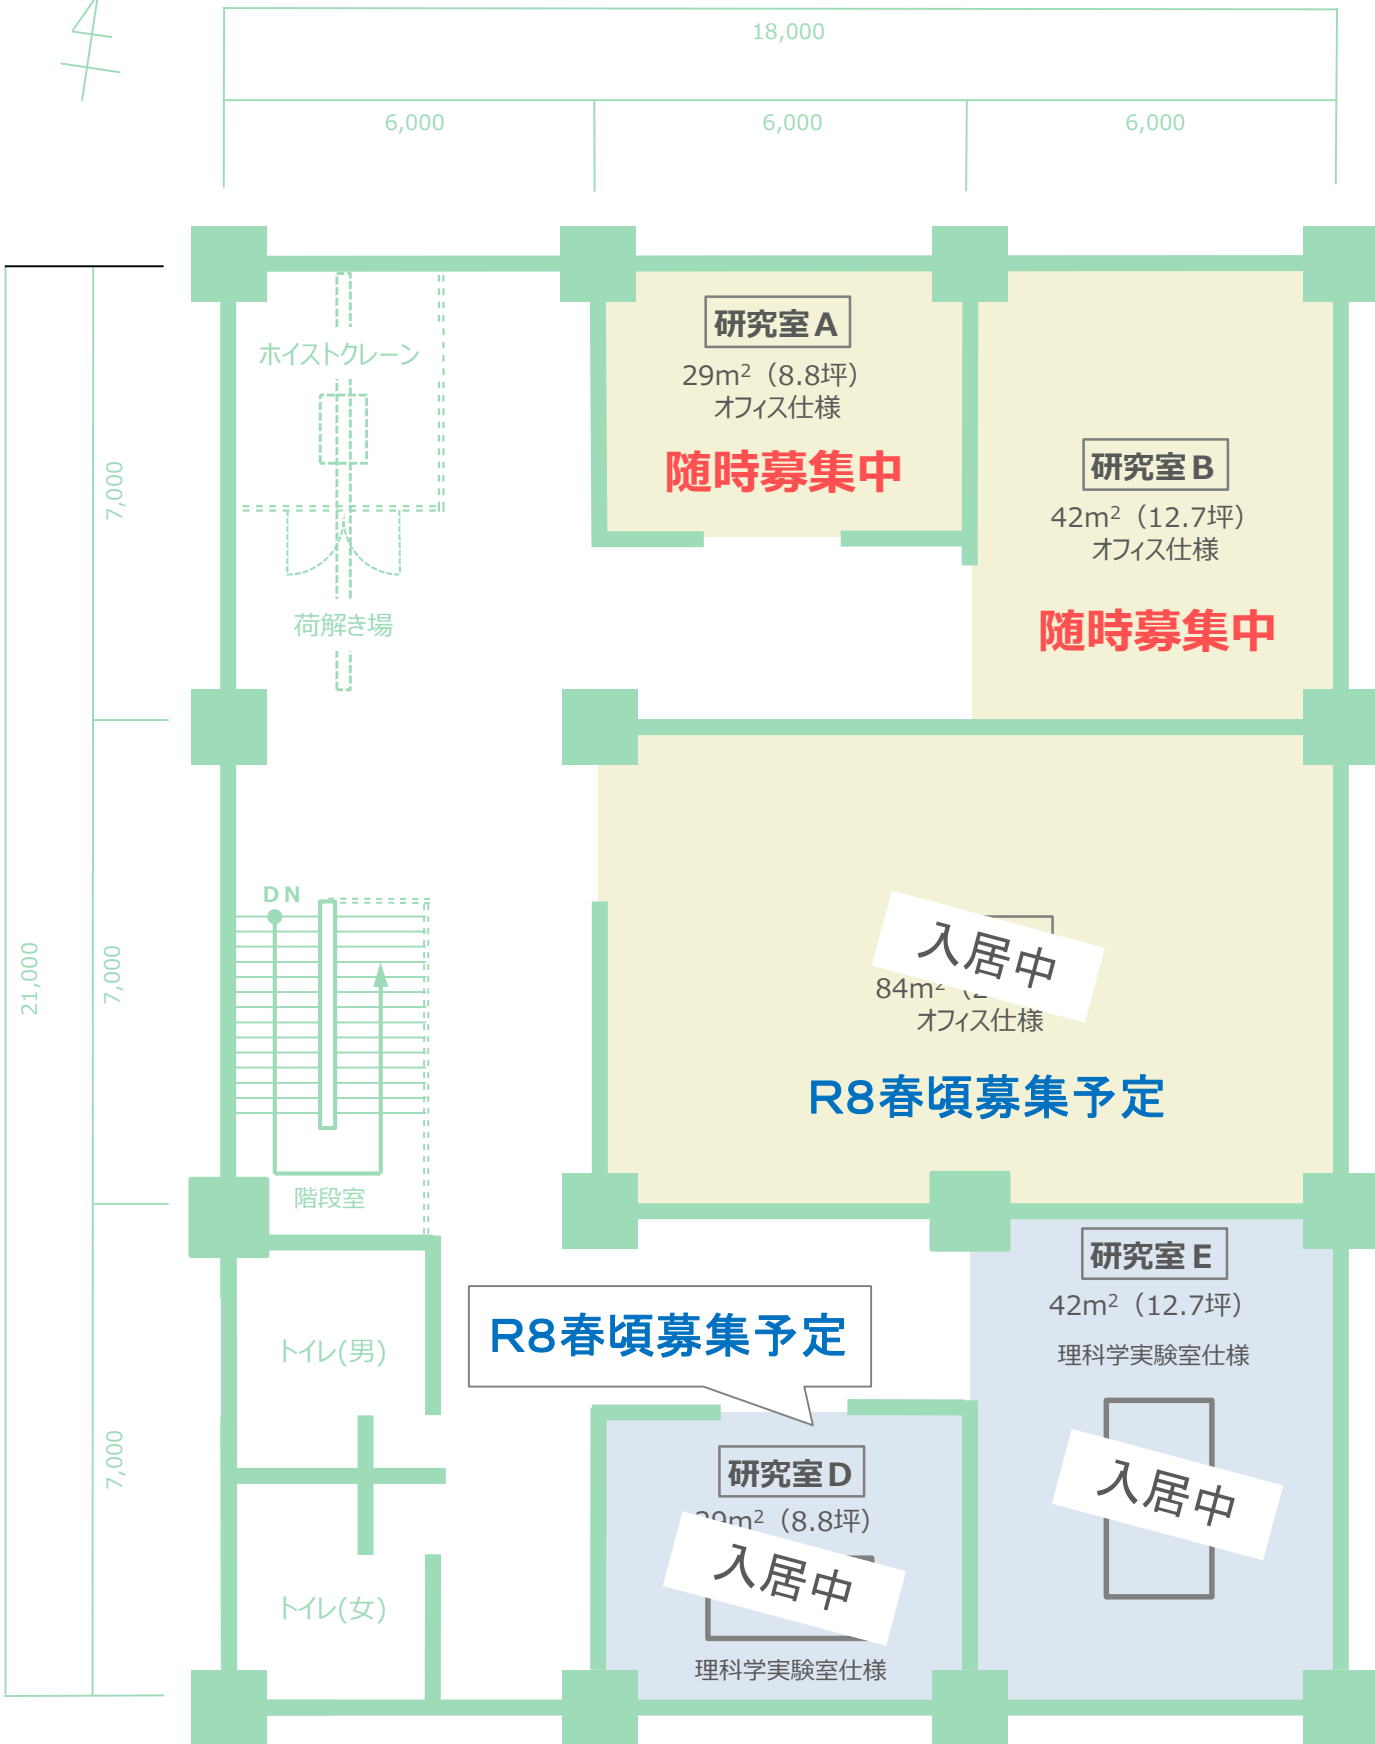 18,000
6,000
6,000
6,000
研究室A
29m²（8.8坪）
オフィス仕様
随時募集中
ホイストクレーン
研究室B
42m²（12.7坪）
オフィス仕様
随時募集中
7,000
荷解き場
DN
入居中
84m²
オフィス仕様
R8春頃募集予定
21,000
7,000
階段室
研究室E
42m²（12.7坪）
理科学実験室仕様
入居中
R8春頃募集予定
トイレ(男)
7,000
研究室D
29m²（8.8坪）
入居中
理科学実験室仕様
トイレ(女)